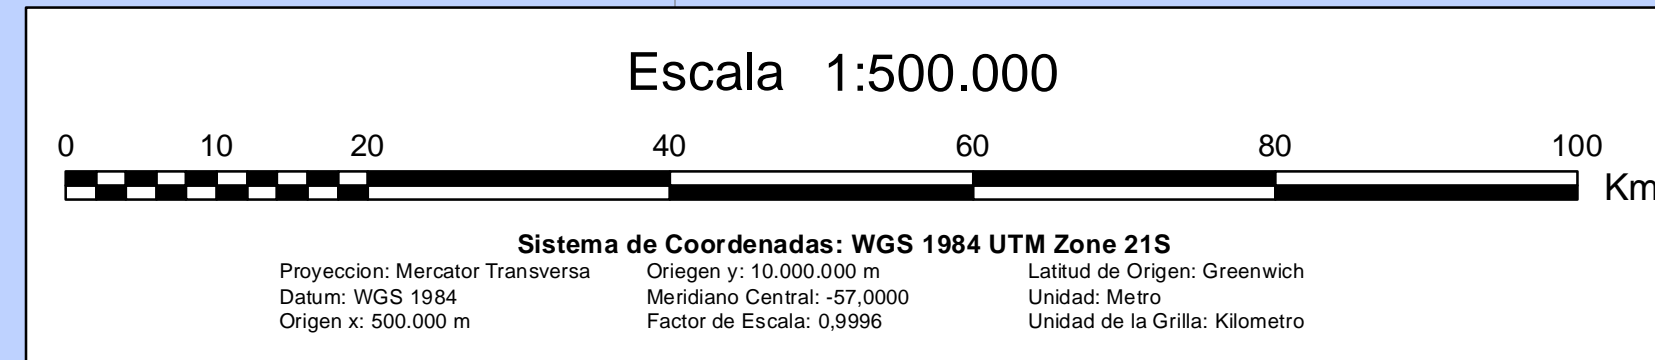 Escala 1:500.000
0 10 20 40 60 80 100
Km
Sistema de Coordenadas: WGS 1984 UTM Zone 21S
Proyeccion: Mercator Transversa Oriegen y: 10.000.000 m Latitud de Origen: Greenwich
Datum: WGS 1984 Meridiano Central: -57,0000 Unidad: Metro
Origen x: 500.000 m Factor de Escala: 0,9996 Unidad de la Grilla: Kilometro